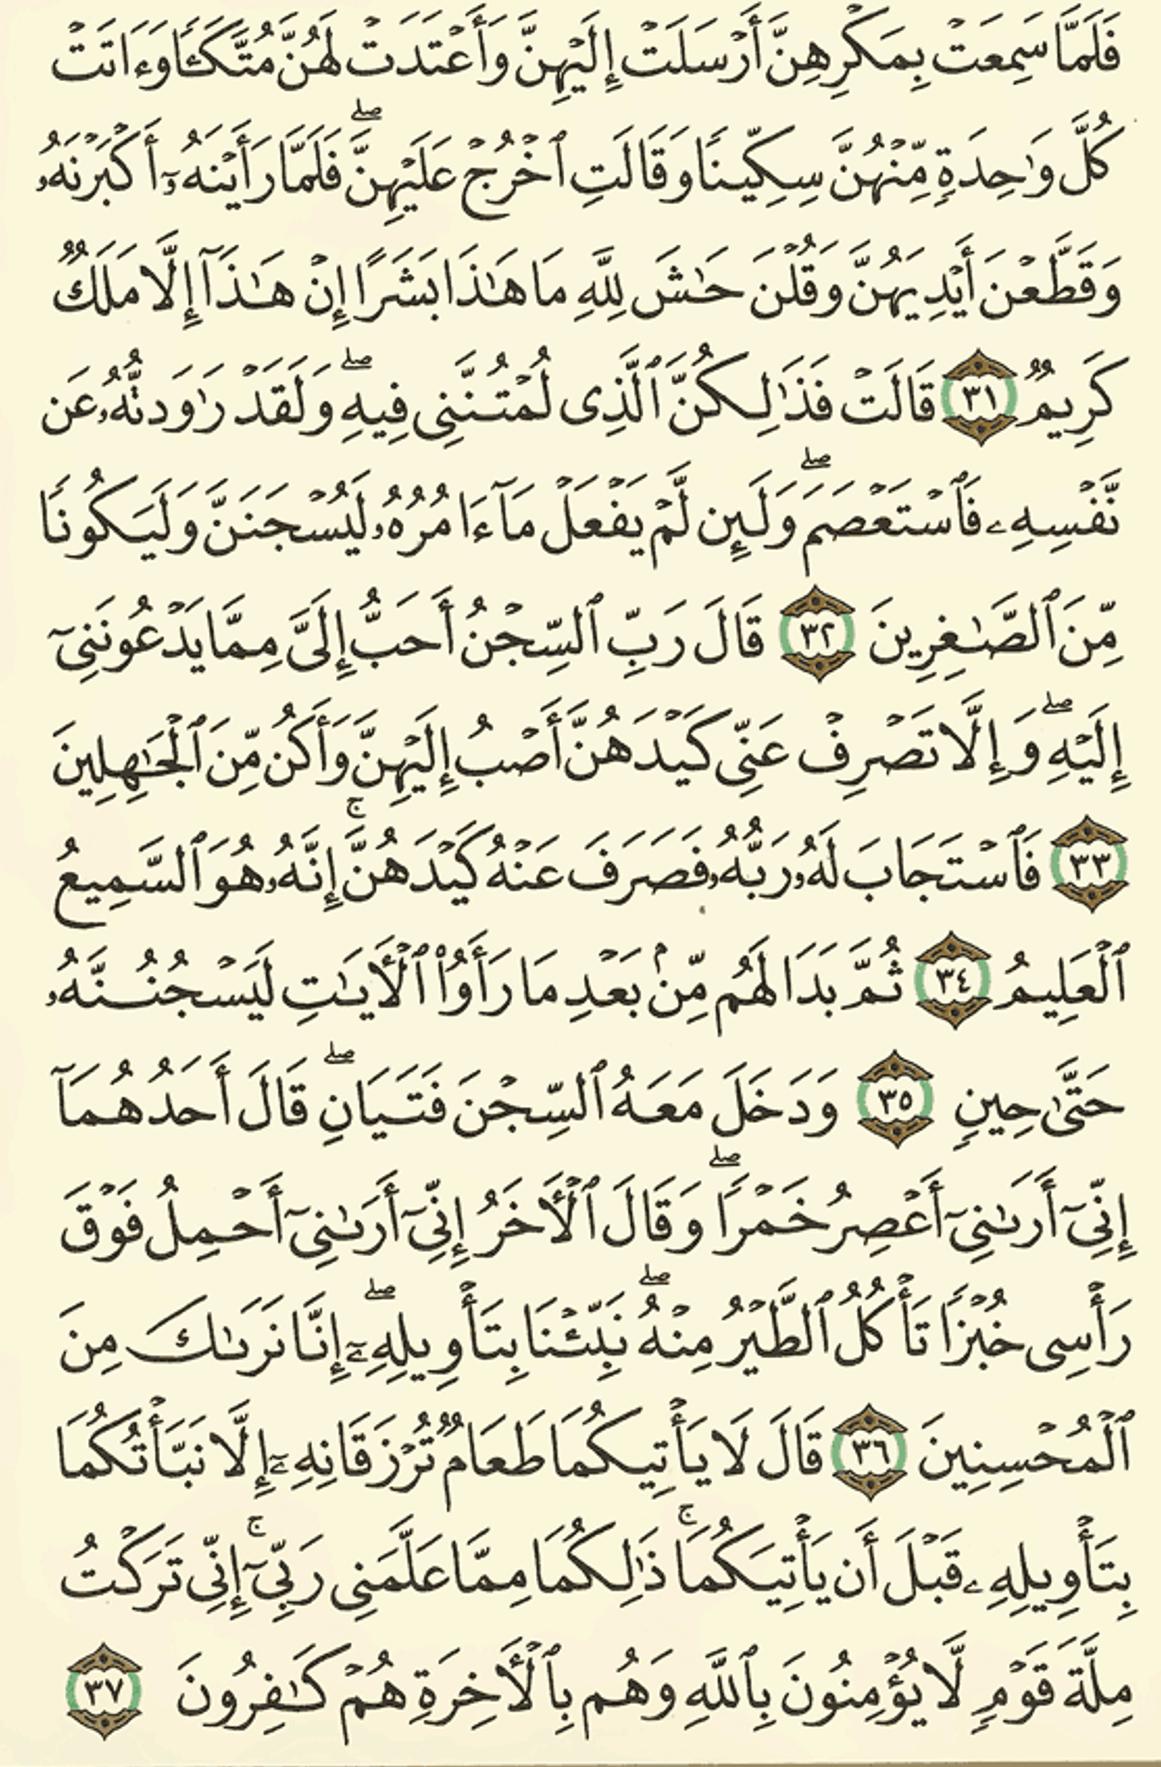 فَلَمَّا سَمِعَتْ بِمَكْرِهِنَّ أَرْسَلَتْ إِلَيْهِنَّ وَأَعْتَدَتْ لَهُنَّ مُتَّكَـًٔا وَءَاتَتْ
كُلَّ وَٰحِدَةٍ مِّنْهُنَّ سِكِّينًا وَقَالَتِ ٱخْرُجْ عَلَيْهِنَّ ۖ فَلَمَّا رَأَيْنَهُۥٓ أَكْبَرْنَهُۥ
وَقَطَّعْنَ أَيْدِيَهُنَّ وَقُلْنَ حَٰشَ لِلَّهِ مَا هَٰذَا بَشَرًا إِنْ هَٰذَآ إِلَّا مَلَكٌ
كَرِيمٌ ٣١ قَالَتْ فَذَٰلِكُنَّ ٱلَّذِى لُمْتُنَّنِى فِيهِ ۖ وَلَقَدْ رَٰوَدتُّهُۥ عَن
نَّفْسِهِۦ فَٱسْتَعْصَمَ ۖ وَلَئِن لَّمْ يَفْعَلْ مَآ ءَامُرُهُۥ لَيُسْجَنَنَّ وَلَيَكُونًا
مِّنَ ٱلصَّٰغِرِينَ ٣٢ قَالَ رَبِّ ٱلسِّجْنُ أَحَبُّ إِلَىَّ مِمَّا يَدْعُونَنِىٓ
إِلَيْهِ ۖ وَإِلَّا تَصْرِفْ عَنِّى كَيْدَهُنَّ أَصْبُ إِلَيْهِنَّ وَأَكُن مِّنَ ٱلْجَٰهِلِينَ
٣٣ فَٱسْتَجَابَ لَهُۥ رَبُّهُۥ فَصَرَفَ عَنْهُ كَيْدَهُنَّ ۚ إِنَّهُۥ هُوَ ٱلسَّمِيعُ
ٱلْعَلِيمُ ٣٤ ثُمَّ بَدَا لَهُم مِّنۢ بَعْدِ مَا رَأَوُا۟ ٱلْءَايَٰتِ لَيَسْجُنُنَّهُۥ
حَتَّىٰ حِينٍ ٣٥ وَدَخَلَ مَعَهُ ٱلسِّجْنَ فَتَيَانِ ۖ قَالَ أَحَدُهُمَآ
إِنِّىٓ أَرَىٰنِىٓ أَعْصِرُ خَمْرًا ۖ وَقَالَ ٱلْءَاخَرُ إِنِّىٓ أَرَىٰنِىٓ أَحْمِلُ فَوْقَ
رَأْسِى خُبْزًا تَأْكُلُ ٱلطَّيْرُ مِنْهُ ۖ نَبِّئْنَا بِتَأْوِيلِهِۦٓ ۖ إِنَّا نَرَىٰكَ مِنَ
ٱلْمُحْسِنِينَ ٣٦ قَالَ لَا يَأْتِيكُمَا طَعَامٌ تُرْزَقَانِهِۦٓ إِلَّا نَبَّأْتُكُمَا
بِتَأْوِيلِهِۦ قَبْلَ أَن يَأْتِيَكُمَا ۚ ذَٰلِكُمَا مِمَّا عَلَّمَنِى رَبِّىٓ ۚ إِنِّى تَرَكْتُ
مِلَّةَ قَوْمٍ لَّا يُؤْمِنُونَ بِٱللَّهِ وَهُم بِٱلْءَاخِرَةِ هُمْ كَٰفِرُونَ ٣٧